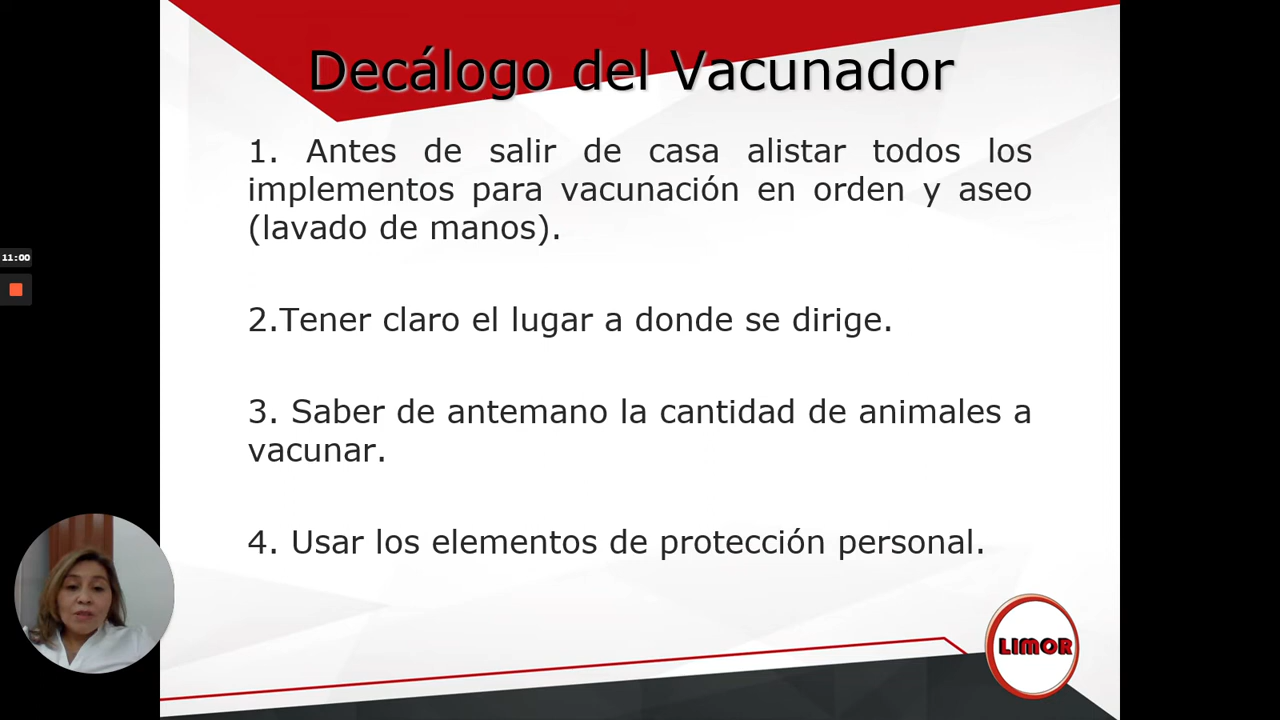 Decálogo del Vacunador
1. Antes de salir de casa alistar todos los
implementos para vacunación en orden y aseo
(lavado de manos).
2.Tener claro el lugar a donde se dirige.
3. Saber de antemano la cantidad de animales a
vacunar.
4. Usar los elementos de protección personal.
11:00
LIMOR